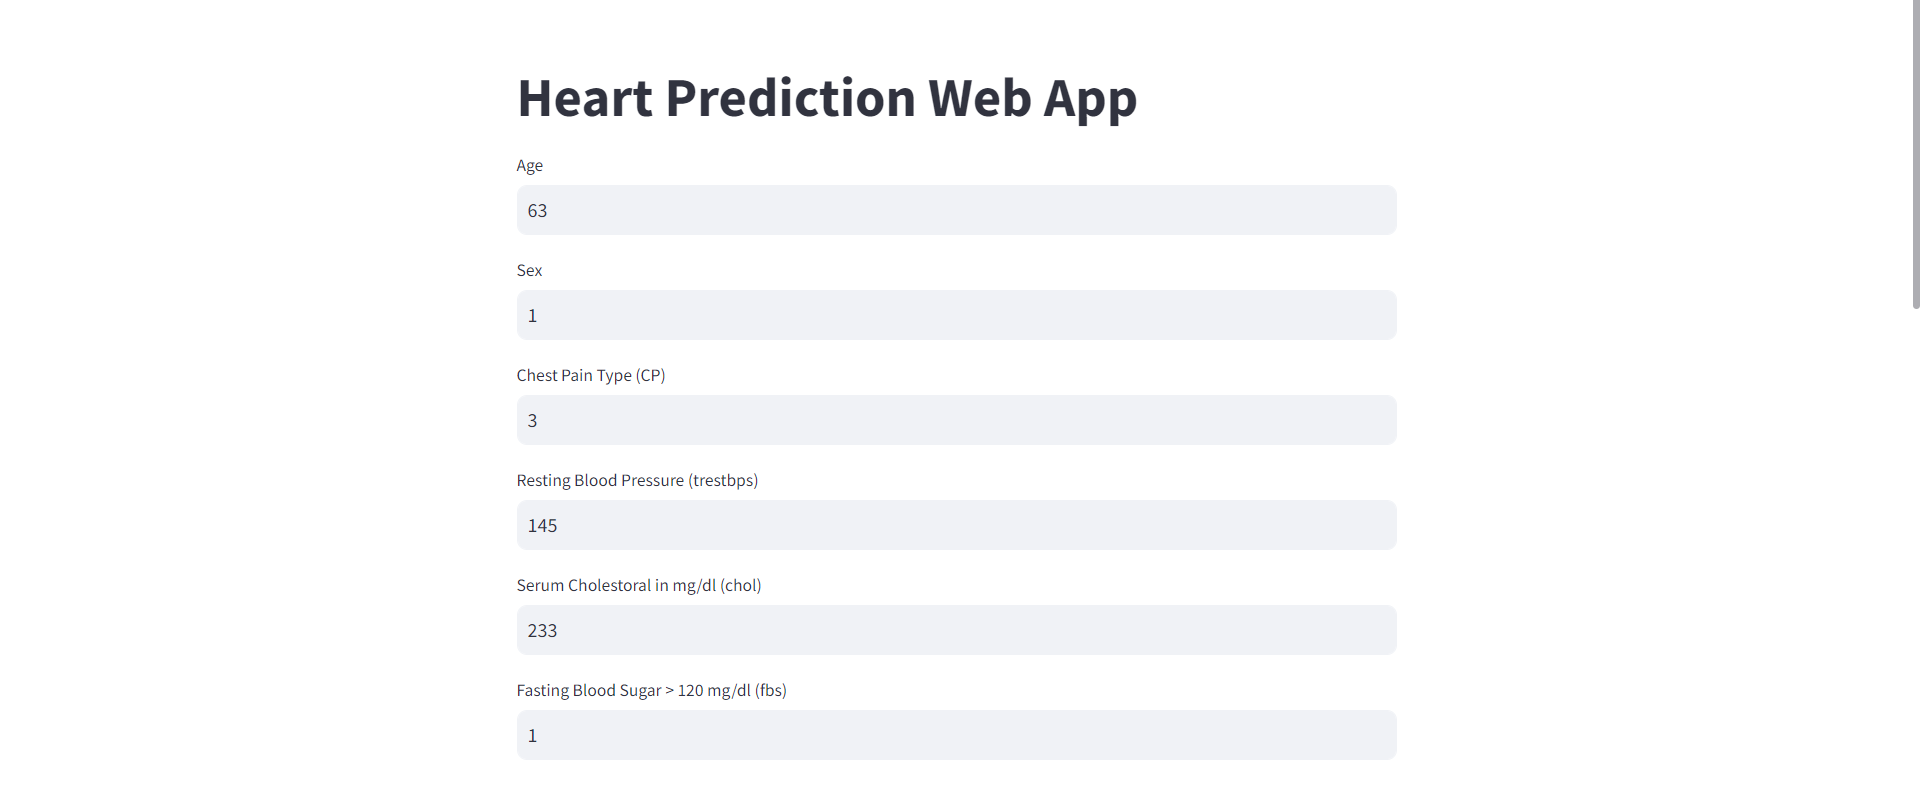 Heart Prediction Web App
Age
63
Sex
1
Chest Pain Type (CP)
3
Resting Blood Pressure (trestbps)
145
Serum Cholestoral in mg/dl (chol)
233
Fasting Blood Sugar > 120 mg/dl (fbs)
1